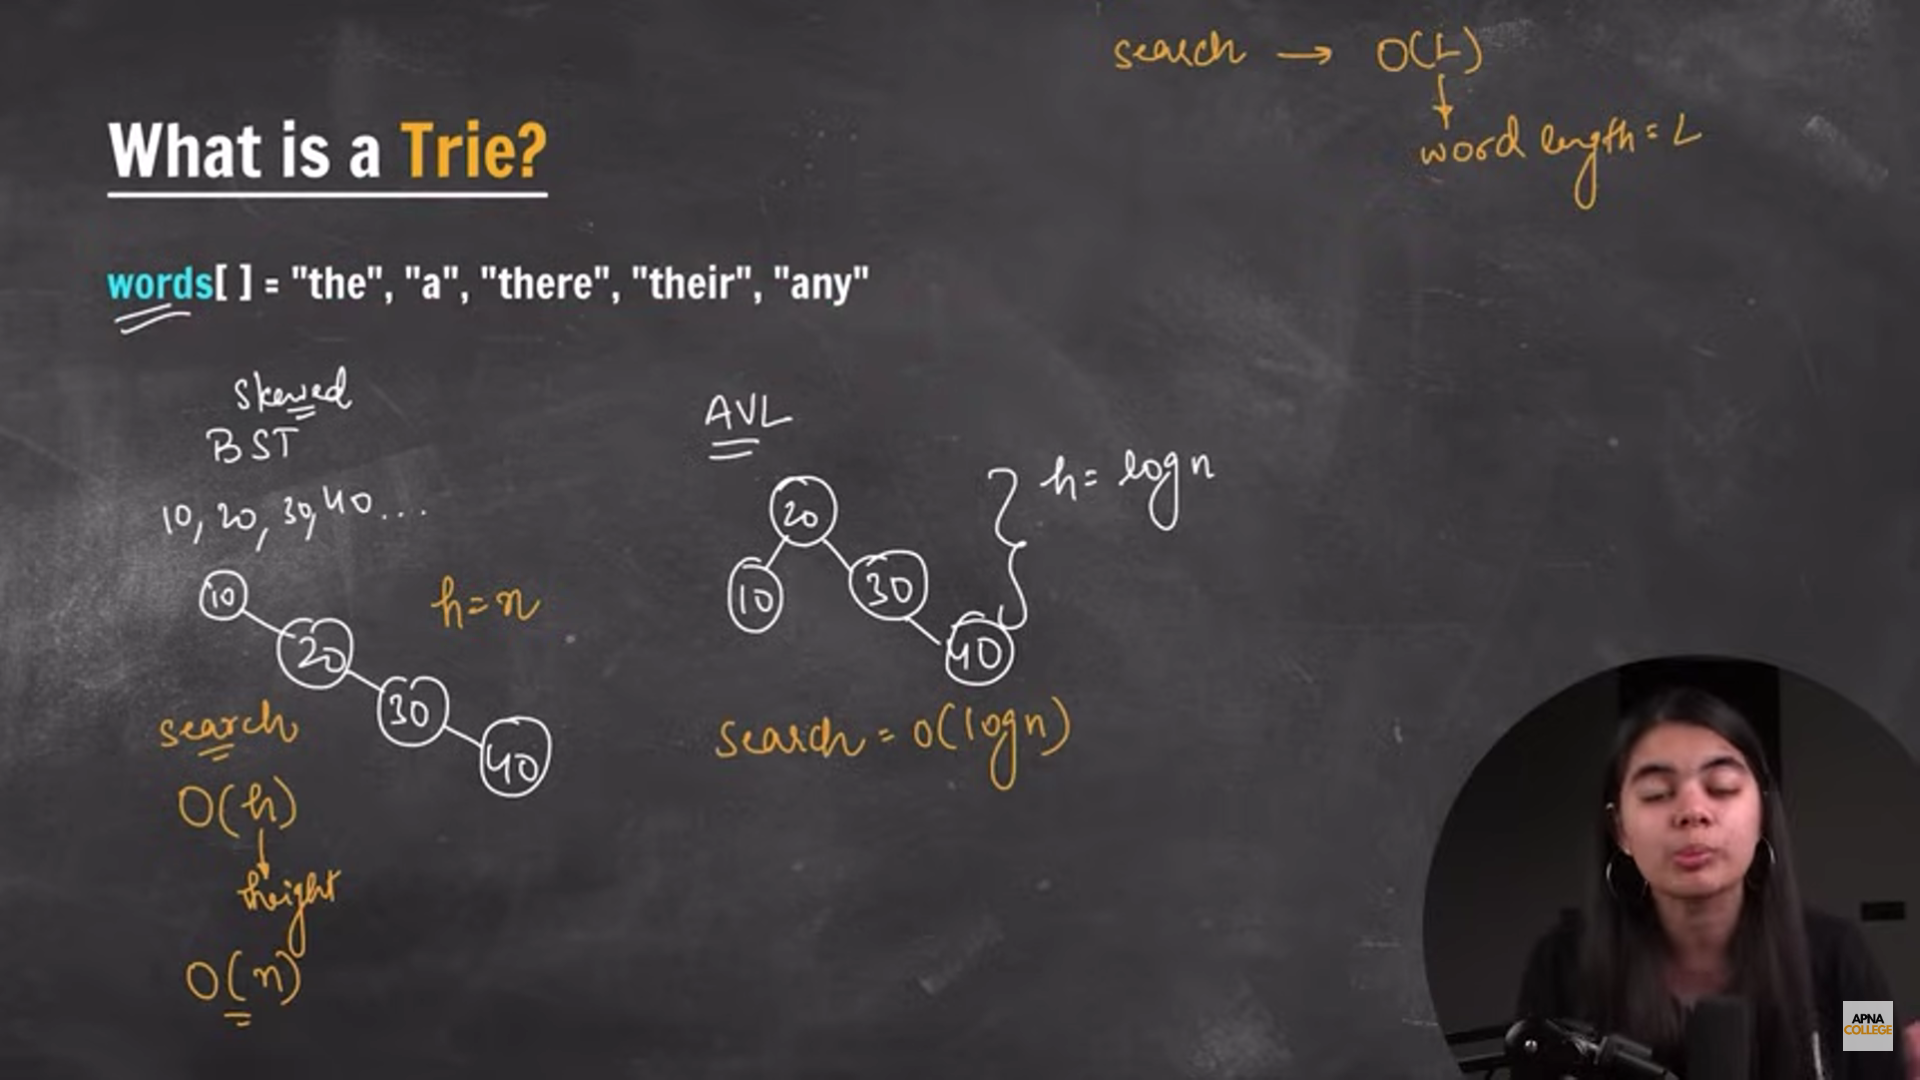 search → O(L)
word length = L
What is a Trie?
words[ ] = "the", "a", "there", "their", "any"
Skewed
BST
10, 20, 30, 40 ...
10
20
30
40
h = n
search
O(h)
height
O(n)
AVL
20
10
30
40
h = log n
search = O(log n)
APNA
COLLEGE